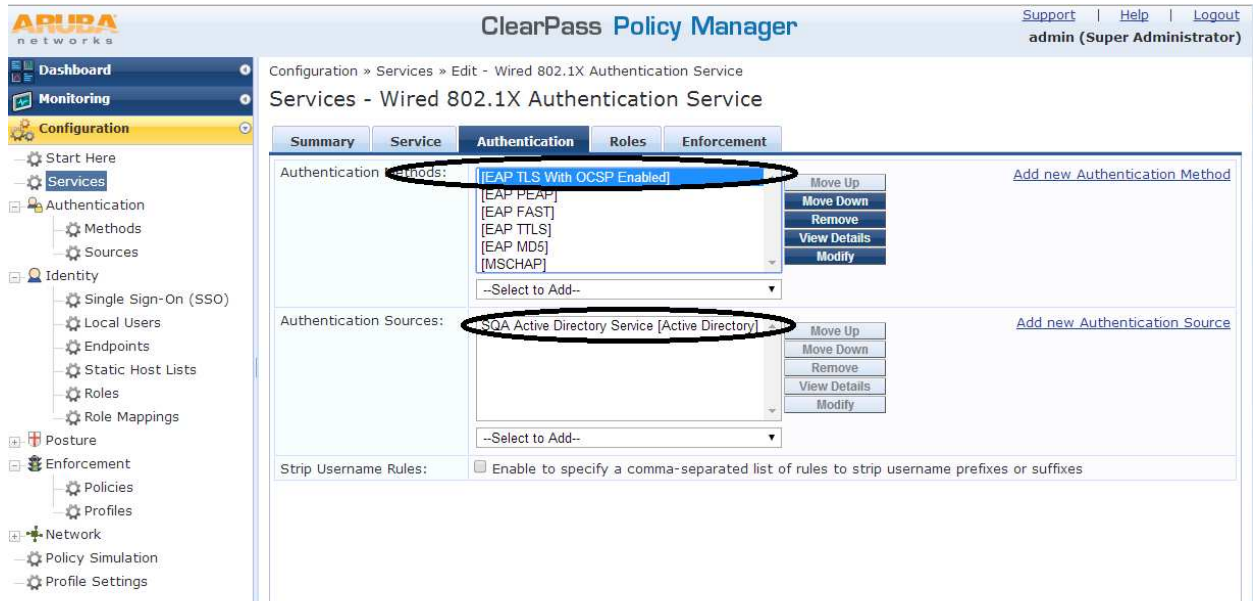 ARUBA
networks
ClearPass Policy Manager
Support | Help | Logout
admin (Super Administrator)
Dashboard
Monitoring
Configuration
Start Here
Services
Authentication
Methods
Sources
Identity
Single Sign-On (SSO)
Local Users
Endpoints
Static Host Lists
Roles
Role Mappings
Posture
Enforcement
Policies
Profiles
Network
Policy Simulation
Profile Settings
Configuration » Services » Edit - Wired 802.1X Authentication Service
Services - Wired 802.1X Authentication Service
Summary Service Authentication Roles Enforcement
Authentication Methods:
[EAP TLS With OCSP Enabled]
[EAP PEAP]
[EAP FAST]
[EAP TTLS]
[EAP MD5]
[MSCHAP]
--Select to Add--
Move Up
Move Down
Remove
View Details
Modify
Add new Authentication Method
Authentication Sources:
SQA Active Directory Service [Active Directory]
--Select to Add--
Move Up
Move Down
Remove
View Details
Modify
Add new Authentication Source
Strip Username Rules:
Enable to specify a comma-separated list of rules to strip username prefixes or suffixes